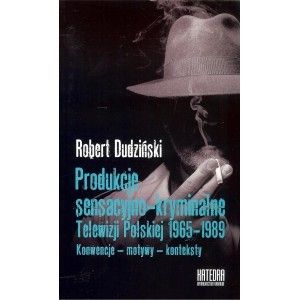 Robert Dudziński
Produkcje
sensacyjno-kryminalne
Telewizji Polskiej 1965-1989
Konwencje – motywy – konteksty
KATEDRA